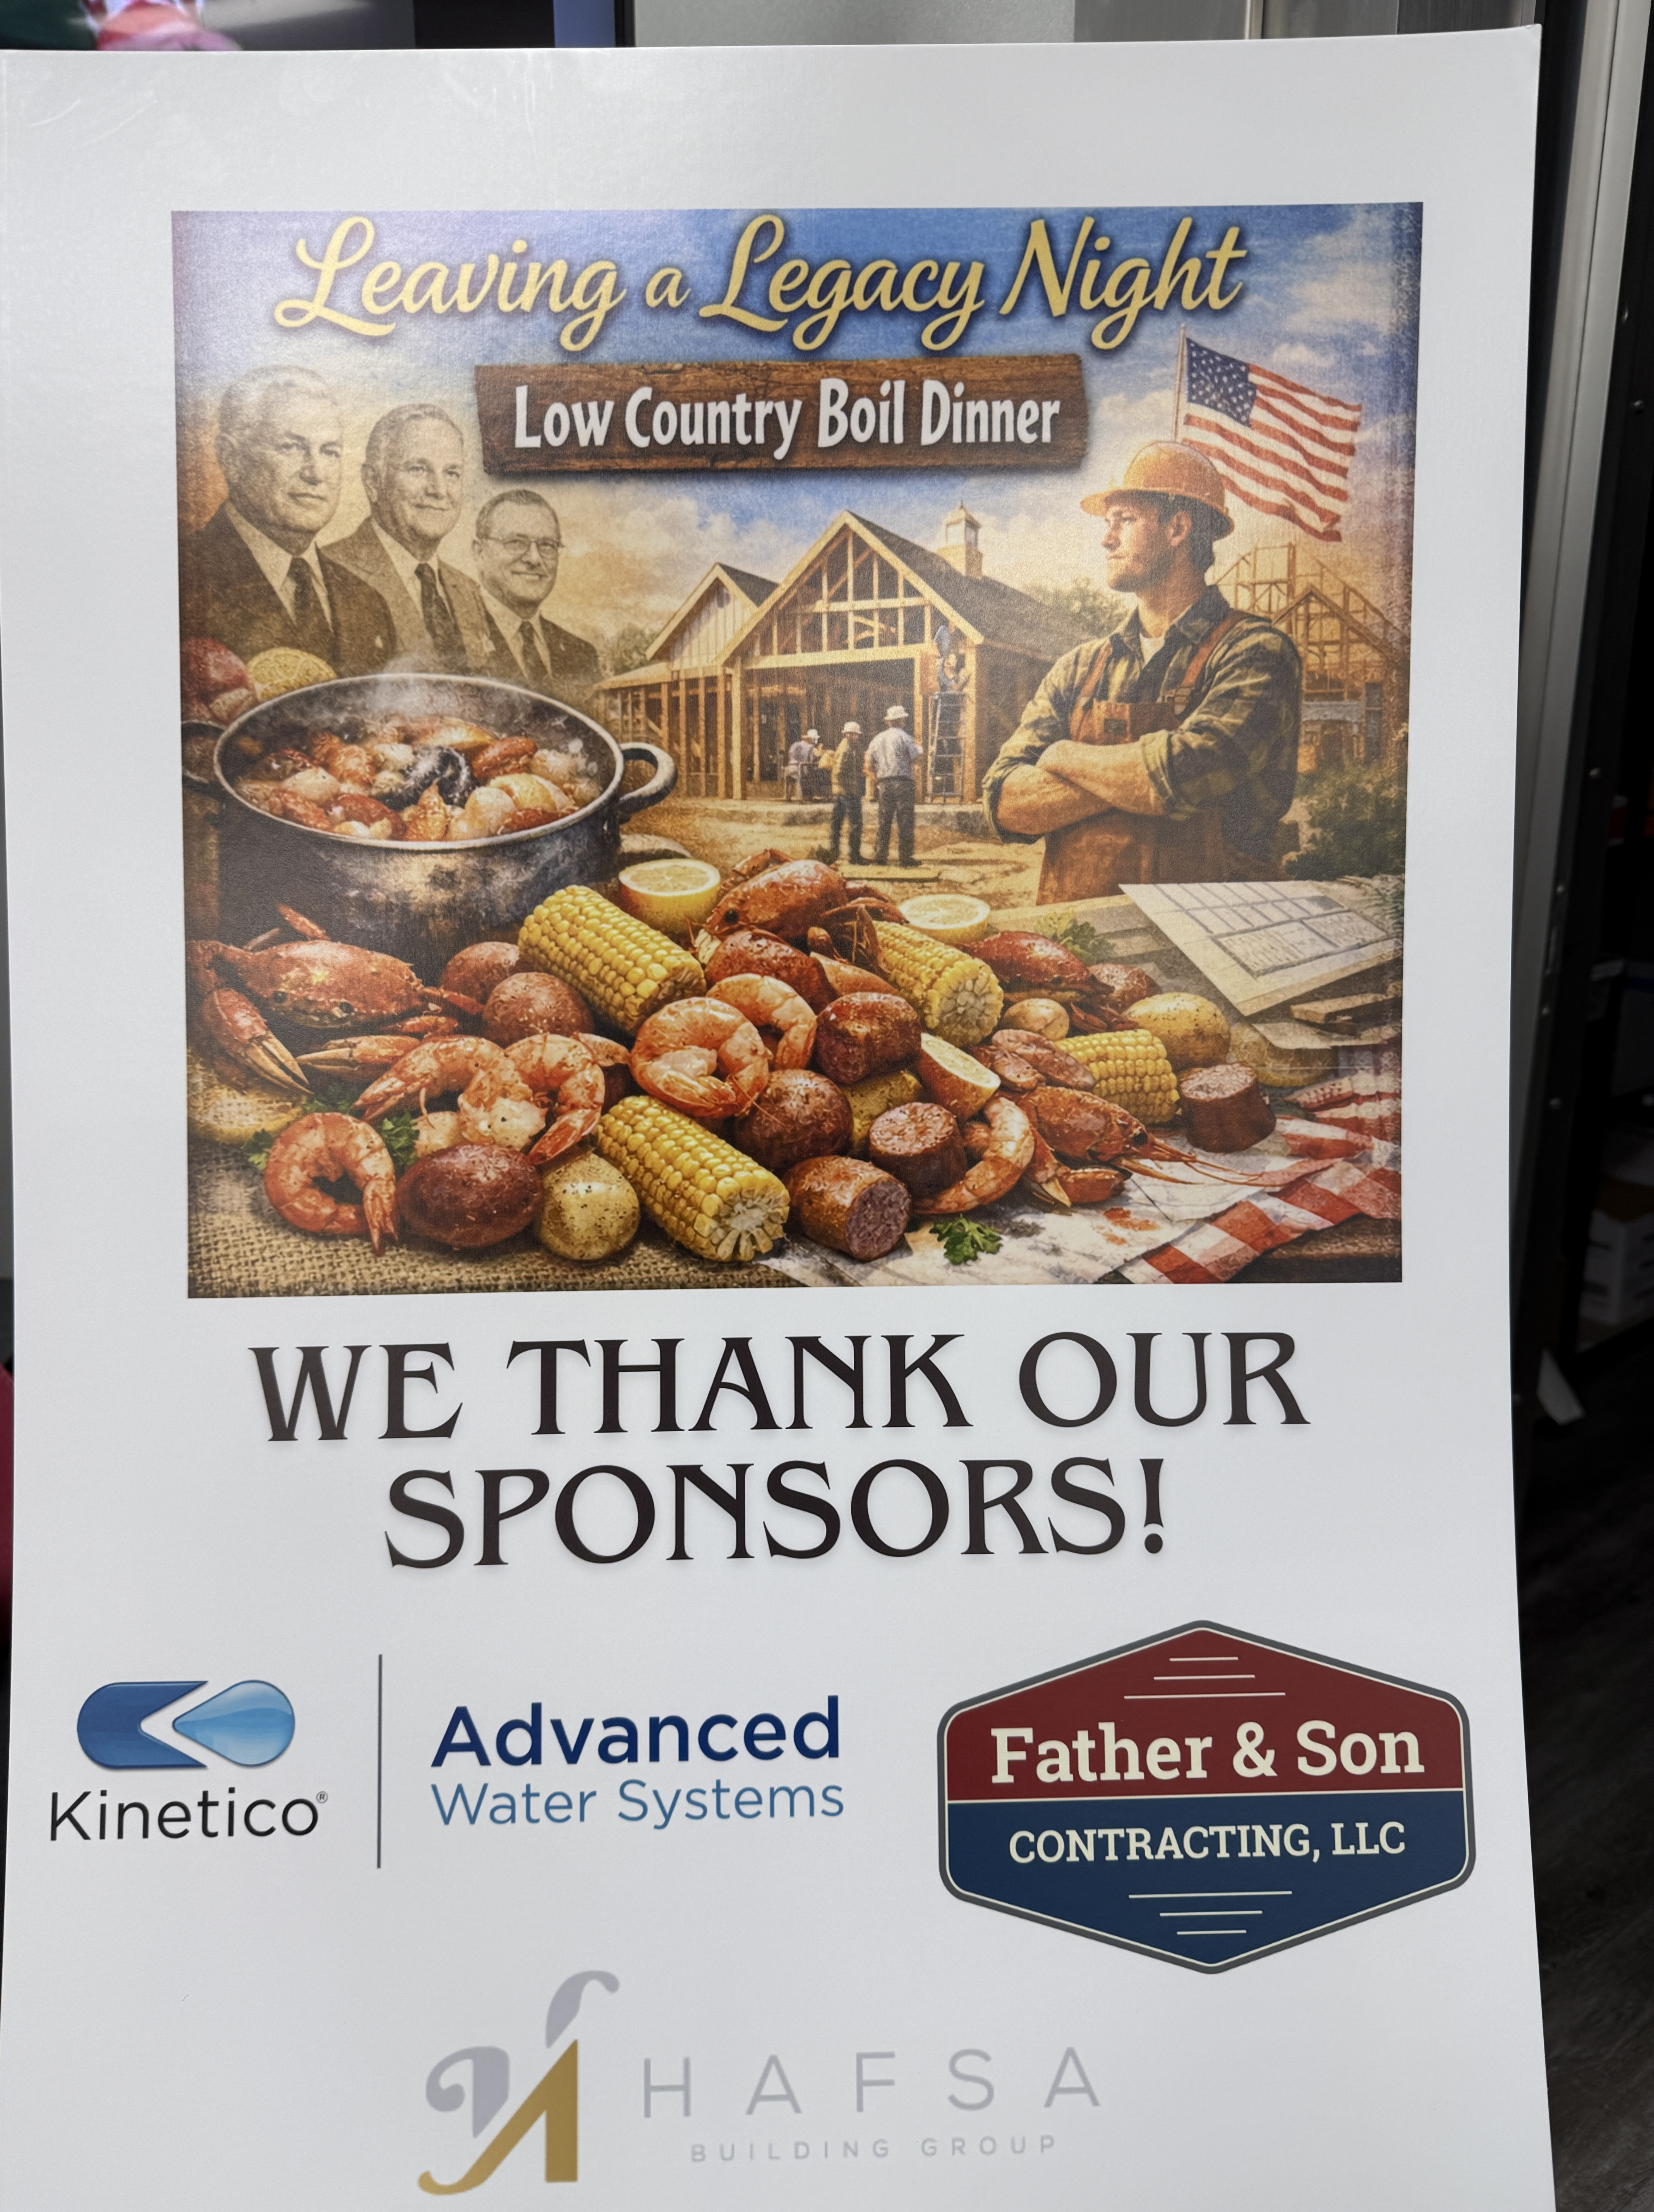 Leaving a Legacy Night
Low Country Boil Dinner
WE THANK OUR
SPONSORS!
Kinetico®
Advanced
Water Systems
Father & Son
CONTRACTING, LLC
HAFSA
BUILDING GROUP